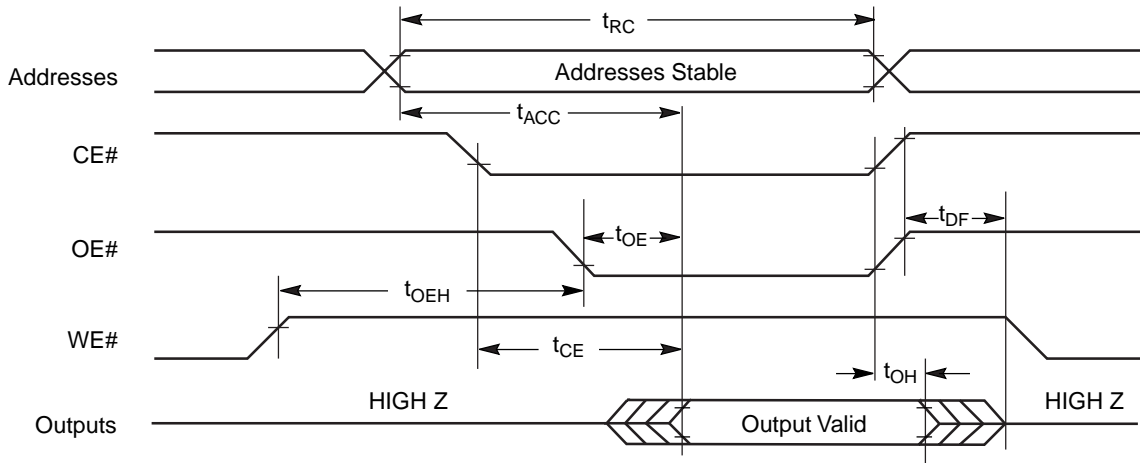 tRC
Addresses
Addresses Stable
tACC
CE#
tDF
OE#
tOE
tOEH
WE#
tCE
tOH
HIGH Z
HIGH Z
Outputs
Output Valid